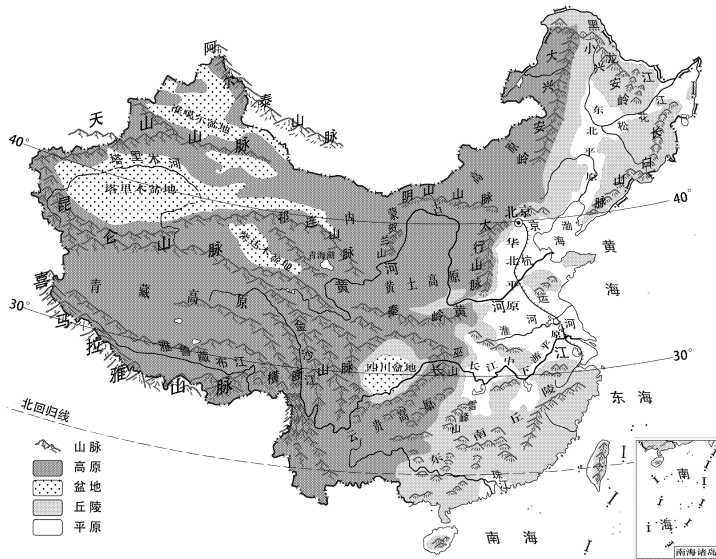 阿尔泰山脉
天山山脉
准噶尔盆地
塔里木河
塔里木盆地
昆仑山脉
祁连山脉
柴达木盆地
青海湖
青藏高原
喜马拉雅山脉
雅鲁藏布江
横断山脉
金沙江
内蒙古高原
阴山山脉
贺兰山
黄河
黄土高原
秦岭
太行山脉
四川盆地
巫山
长江
云贵高原
大兴安岭
小兴安岭
黑龙江
松花江
东北平原
长白山脉
北京
华北平原
京杭运河
渤海
黄海
淮河
长江中下游平原
东海
东南丘陵
珠江
南海
北回归线
40°
30°
40°
30°
山脉
高原
盆地
丘陵
平原
南海
南海诸岛